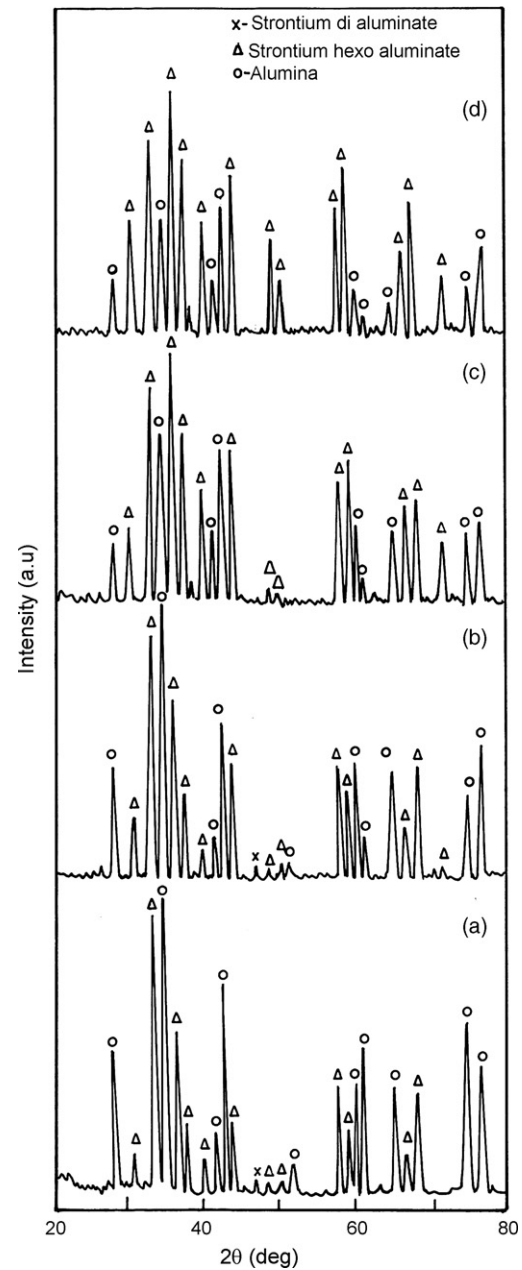 x- Strontium di aluminate
Δ Strontium hexo aluminate
o-Alumina
(d)
(c)
(b)
(a)
Intensity (a.u)
20 40 60 80
2θ (deg)